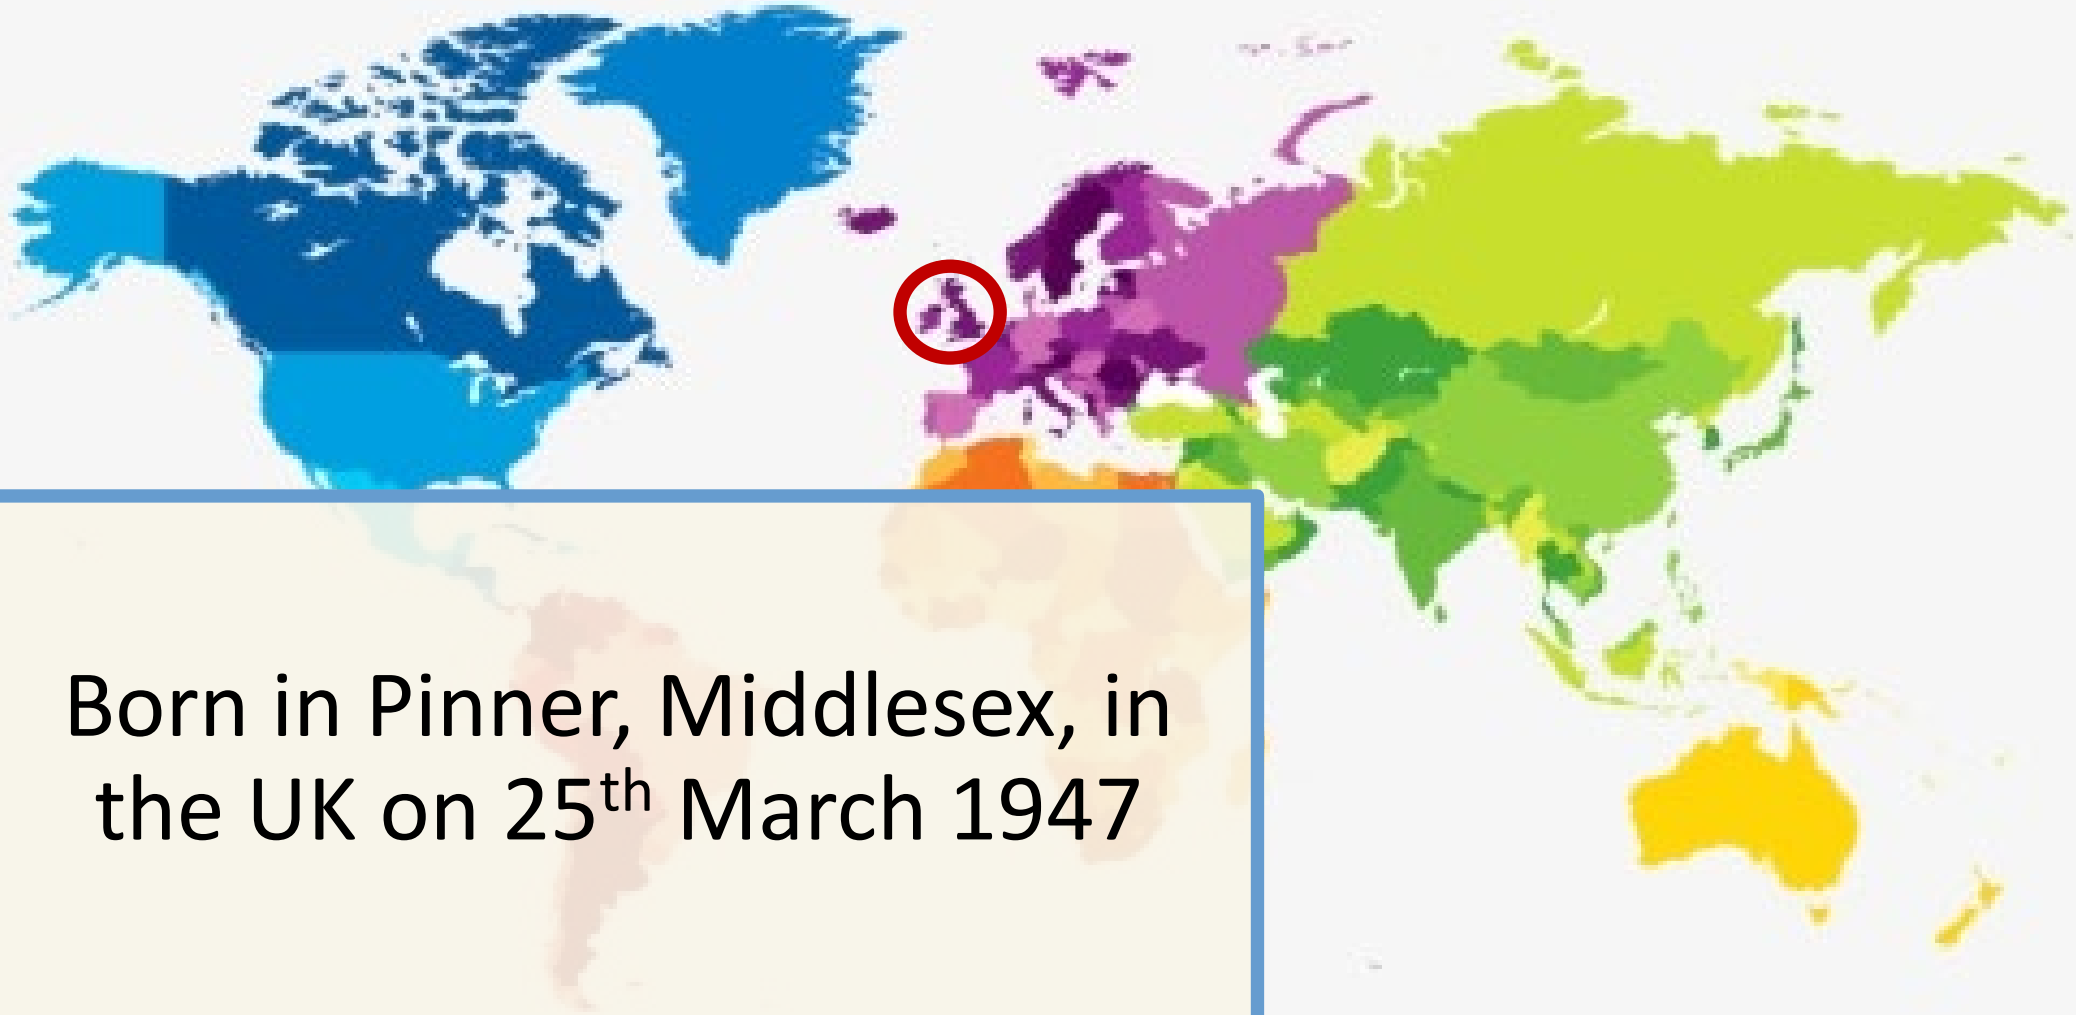 Born in Pinner, Middlesex, in
the UK on 25th March 1947